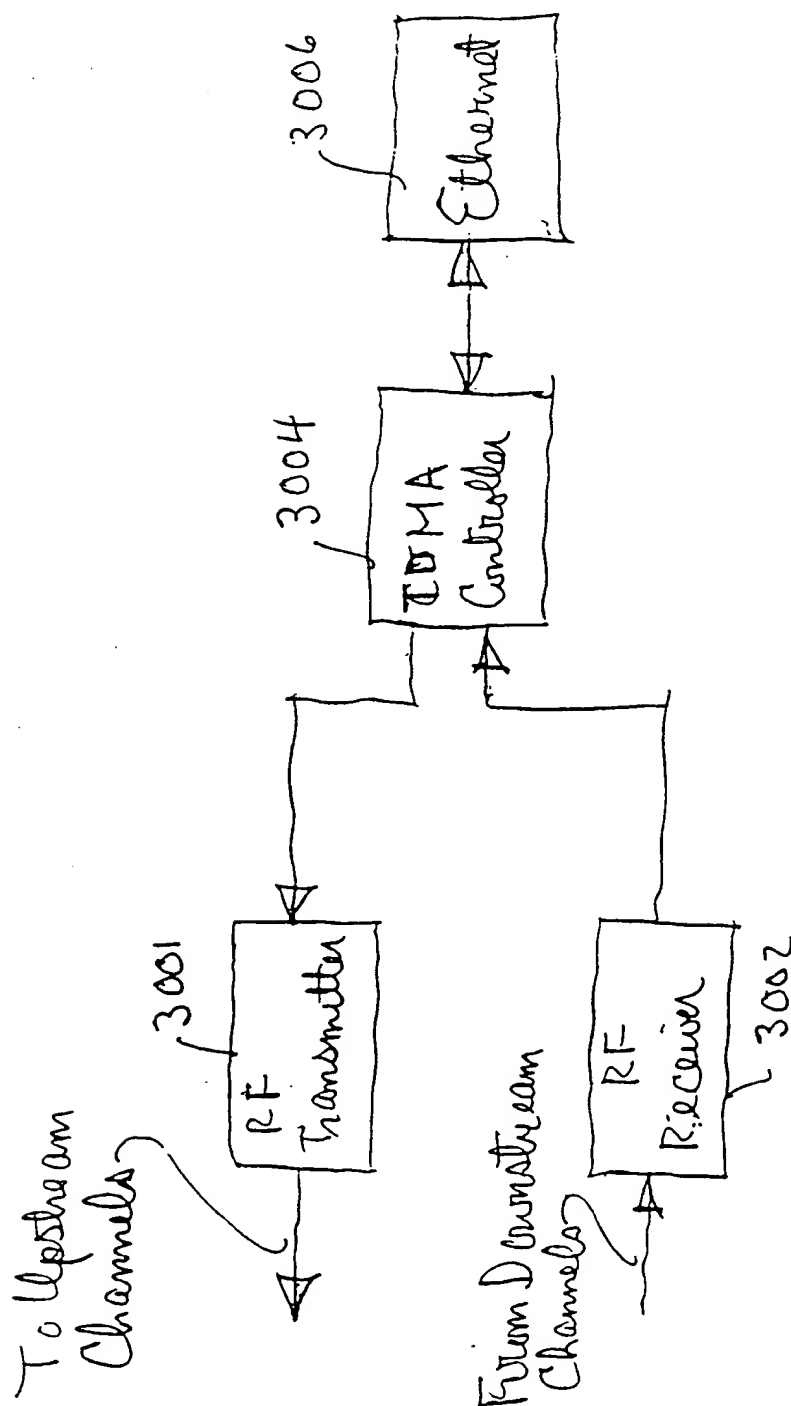 To Upstream
Channels
3001
RF
Transmitter
From Downstream
Channels
RF
Receiver
3002
3004
TDMA
Controller
3006
Ethernet